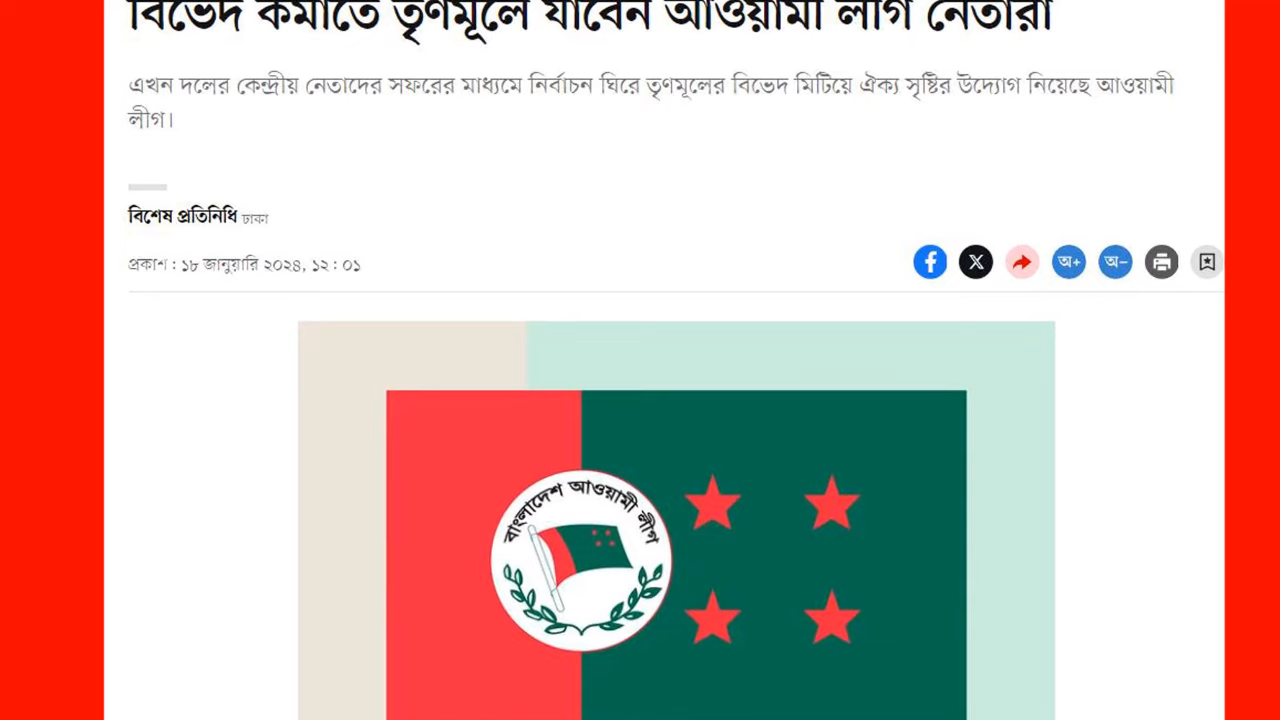 বিভেদ কমাতে তৃণমূলে যাবেন আওয়ামী লীগ নেতারা
এখন দলের কেন্দ্রীয় নেতাদের সফরের মাধ্যমে নির্বাচন ঘিরে তৃণমূলের বিভেদ মিটিয়ে ঐক্য সৃষ্টির উদ্যোগ নিয়েছে আওয়ামী
লীগ।
বিশেষ প্রতিনিধি ঢাকা
প্রকাশ : ১৮ জানুয়ারি ২০২৪, ১২ : ০১
অ+ অ−
বাংলাদেশ আওয়ামী লীগ